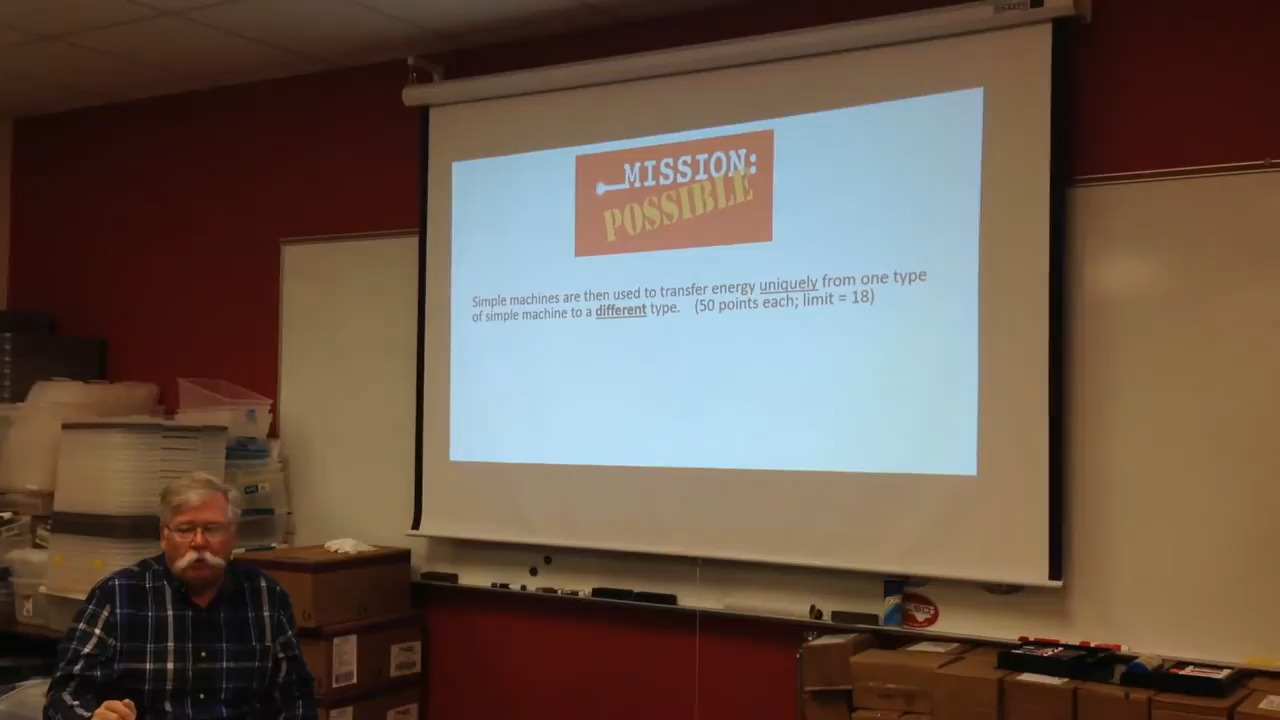 MISSION:
POSSIBLE
Simple machines are then used to transfer energy uniquely from one type
of simple machine to a different type. (50 points each; limit = 18)